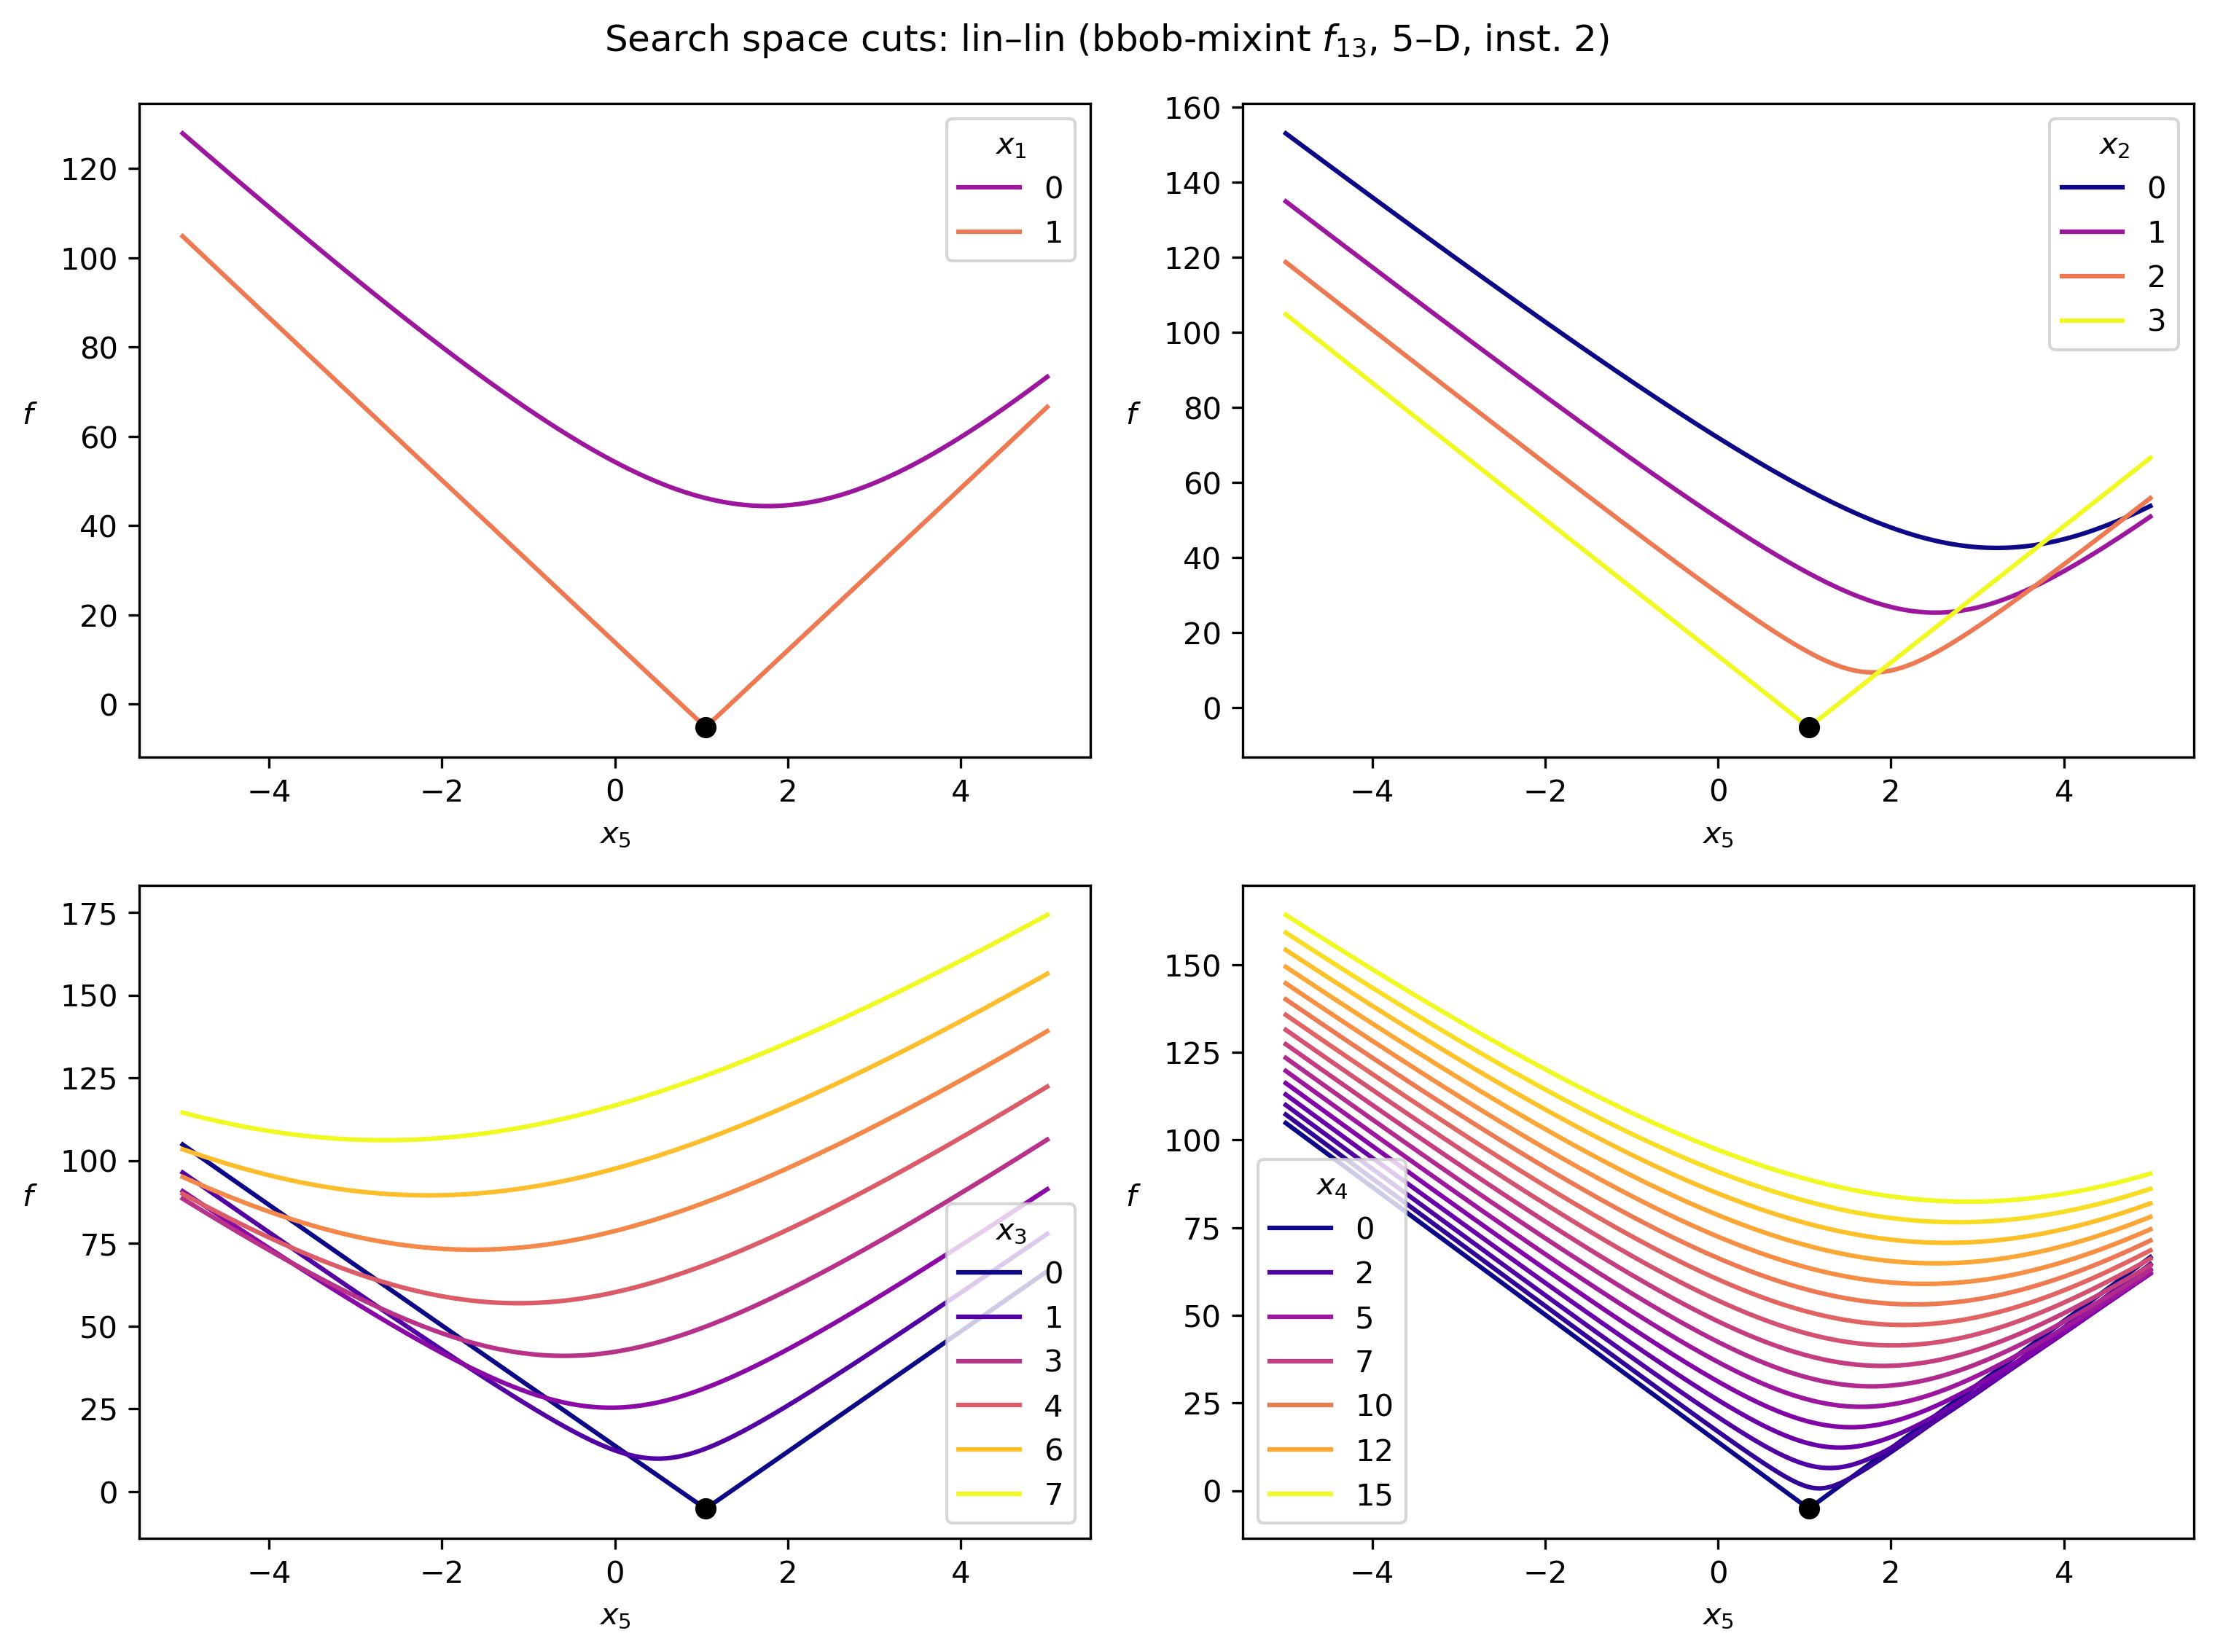 Search space cuts: lin–lin (bbob-mixint f₁₃, 5–D, inst. 2)
120
100
80
60
40
20
0
f
−4 −2 0 2 4
x₅
x₁
0
1
160
140
120
100
80
60
40
20
0
f
−4 −2 0 2 4
x₅
x₂
0
1
2
3
175
150
125
100
75
50
25
0
f
−4 −2 0 2 4
x₅
x₃
0
1
3
4
6
7
150
125
100
75
50
25
0
f
−4 −2 0 2 4
x₅
x₄
0
2
5
7
10
12
15